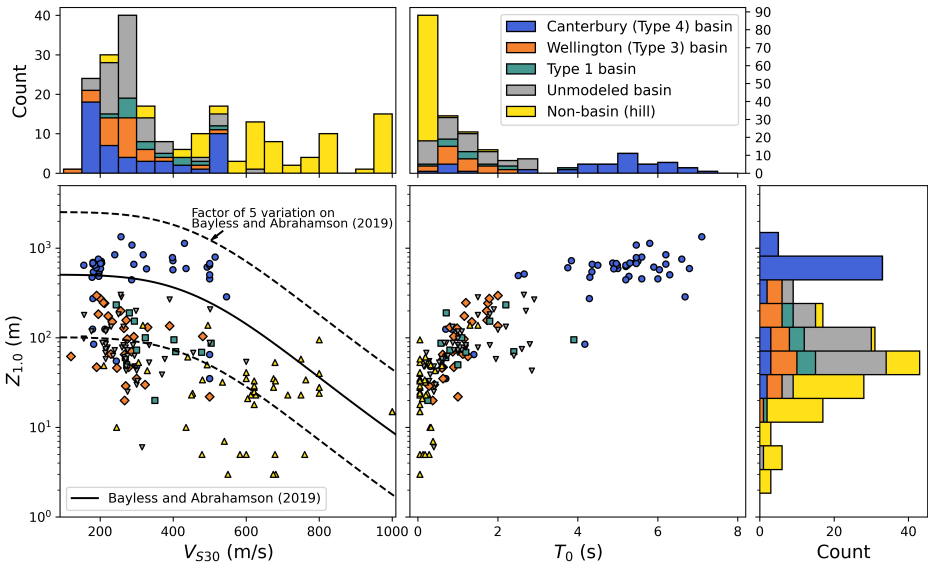 Count
40
30
20
10
0
90
80
70
60
50
40
30
20
10
0
Canterbury (Type 4) basin
Wellington (Type 3) basin
Type 1 basin
Unmodeled basin
Non-basin (hill)
Factor of 5 variation on
Bayless and Abrahamson (2019)
Z1.0 (m)
10³
10²
10¹
10⁰
Bayless and Abrahamson (2019)
200 400 600 800 1000
VS30 (m/s)
0 2 4 6 8
T0 (s)
0 20 40
Count